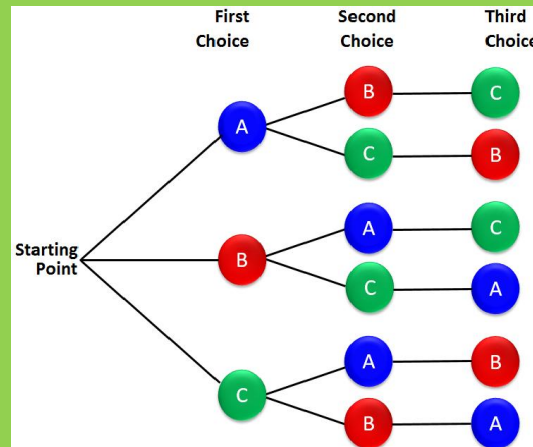 First Second Third
Choice Choice Choice
B C
A
C B
A C
Starting
B
Point
C A
A B
C
B A